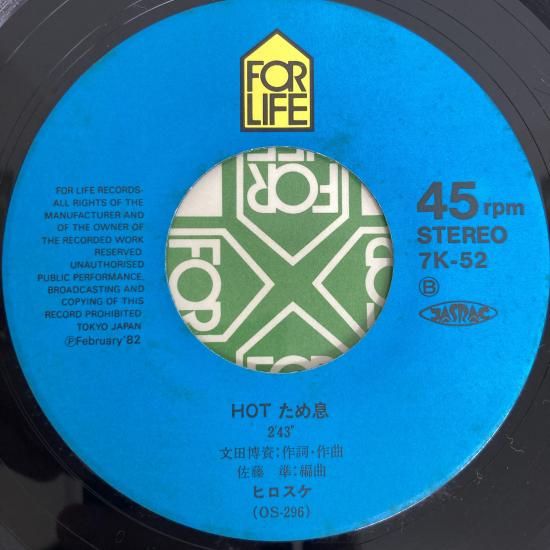 FOR
LIFE
FOR LIFE RECORDS-
ALL RIGHTS OF THE
MANUFACTURER AND
OF THE OWNER OF
THE RECORDED WORK
RESERVED.
UNAUTHORISED
PUBLIC PERFORMANCE,
BROADCASTING AND
COPYING OF THIS
RECORD PROHIBITED.
TOKYO JAPAN
ⓅFebruary '82
45 rpm
STEREO
7K-52
Ⓑ
JASRAC
FOR
FOR
HOT ため息
2'43"
文田博資:作詞・作曲
佐藤 準:編曲
ヒロスケ
(OS-296)